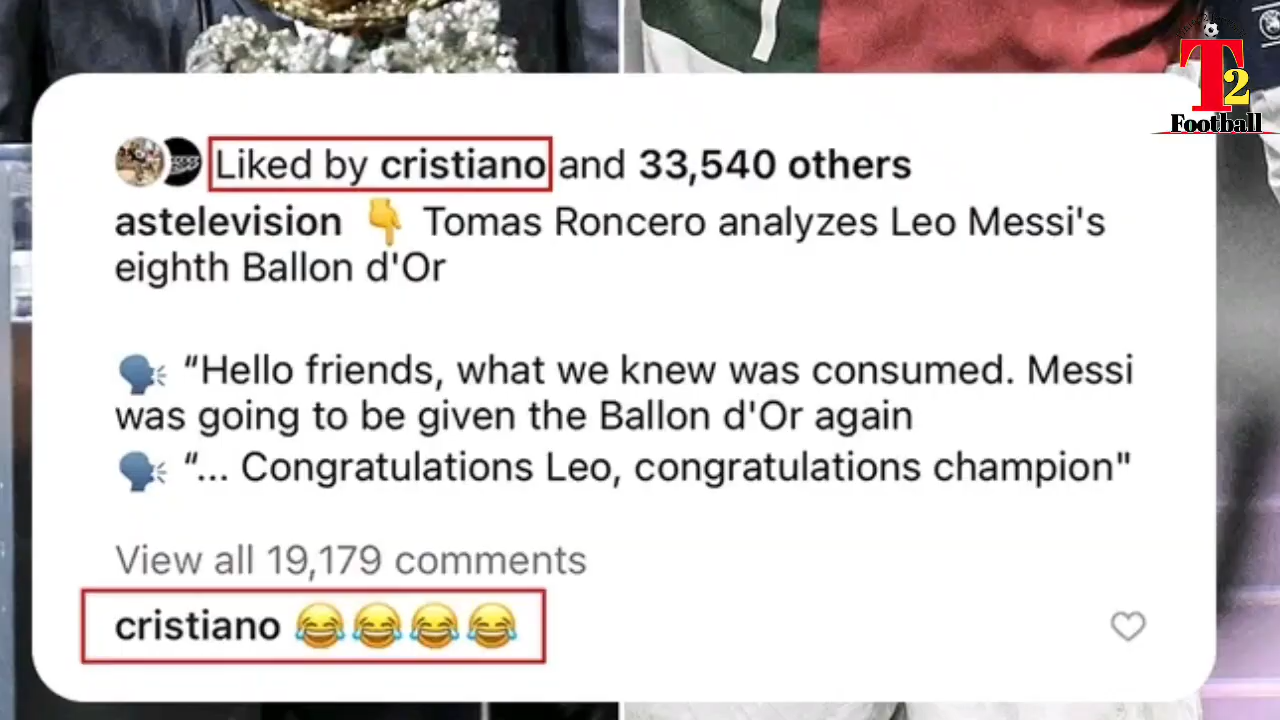 T2
Football
Liked by cristiano and 33,540 others
astelevision 👇 Tomas Roncero analyzes Leo Messi's
eighth Ballon d'Or
🗣️ “Hello friends, what we knew was consumed. Messi
was going to be given the Ballon d'Or again
🗣️ “... Congratulations Leo, congratulations champion"
View all 19,179 comments
cristiano 😂😂😂😂